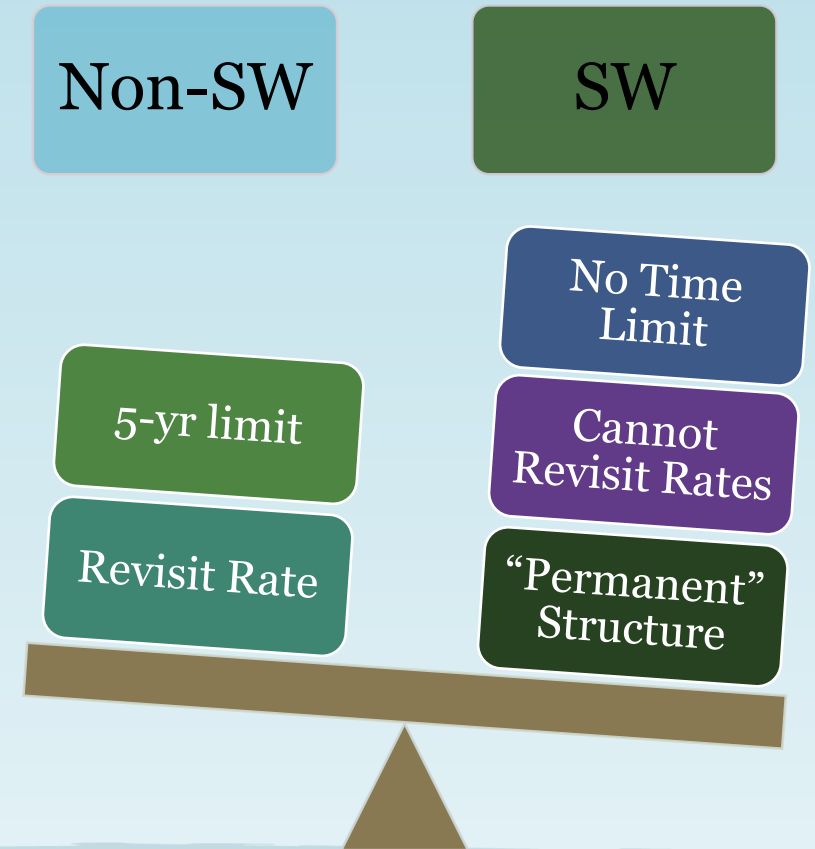 Non-SW
SW
5-yr limit
Revisit Rate
No Time
Limit
Cannot
Revisit Rates
“Permanent”
Structure